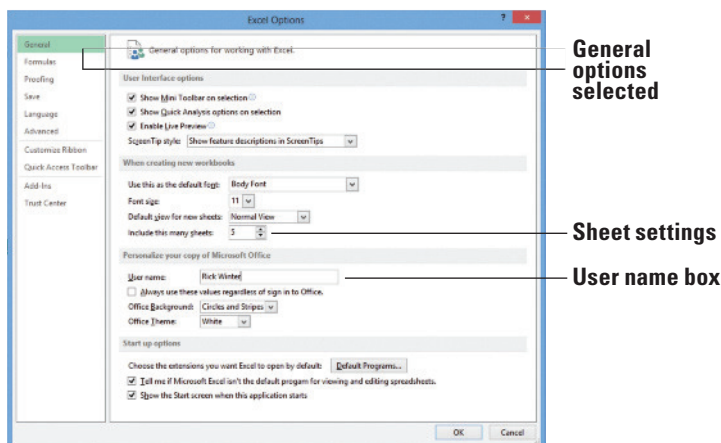 Excel Options
?
General
Formulas
Proofing
Save
Language
Advanced
Customize Ribbon
Quick Access Toolbar
Add-Ins
Trust Center
General options for working with Excel.
User Interface options
Show Mini Toolbar on selection
Show Quick Analysis options on selection
Enable Live Preview
ScreenTip style: Show feature descriptions in ScreenTips
When creating new workbooks
Use this as the default font: Body Font
Font size: 11
Default view for new sheets: Normal View
Include this many sheets: 5
Personalize your copy of Microsoft Office
User name: Rick Winter
Always use these values regardless of sign in to Office.
Office Background: Circles and Stripes
Office Theme: White
Start up options
Choose the extensions you want Excel to open by default: Default Programs...
Tell me if Microsoft Excel isn't the default progam for viewing and editing spreadsheets.
Show the Start screen when this application starts
OK Cancel
General
options
selected
Sheet settings
User name box